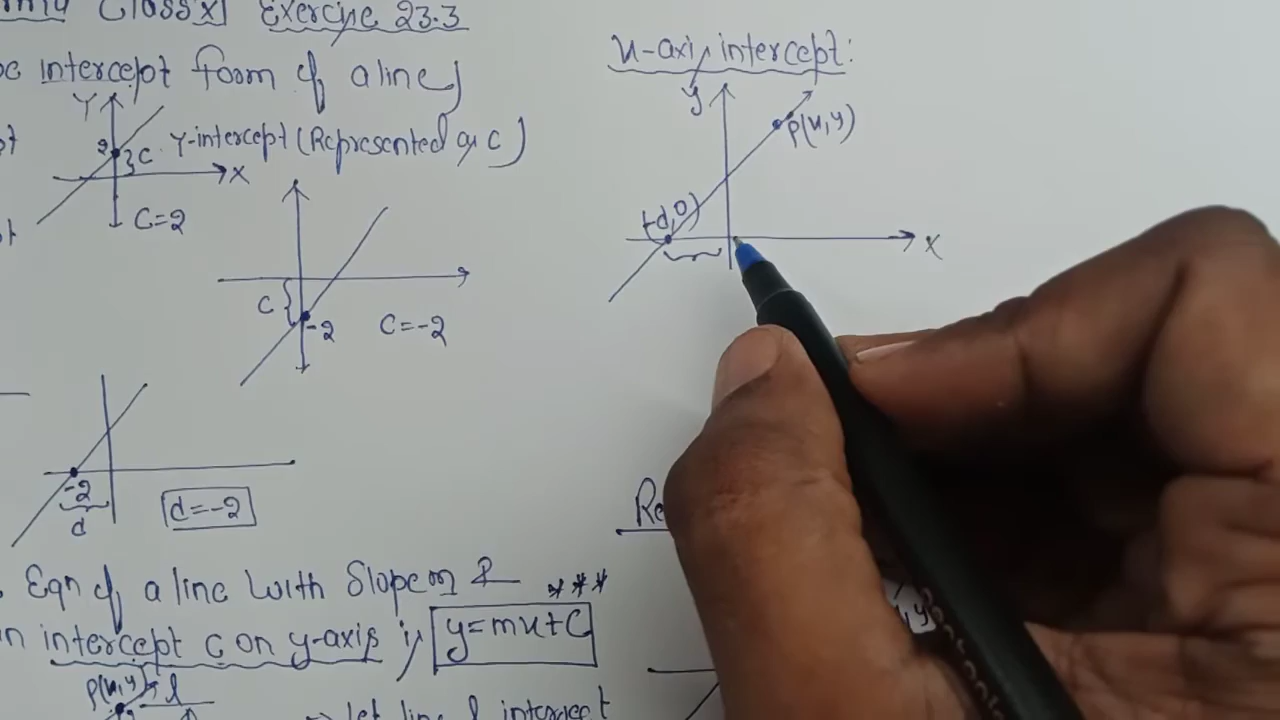 Class XI Exercise 23.3
intercept form of a line
Y
2
C
Y-intercept (Represented as C)
X
C=2
C
-2
C=-2
-2
d
d=-2
Eqn of a line with Slope m &
intercept C on y-axis is y=mx+C
P(x,y)
l
let line l intersect
x-axis intercept:
y
P(x,y)
(-d,0)
X
Re